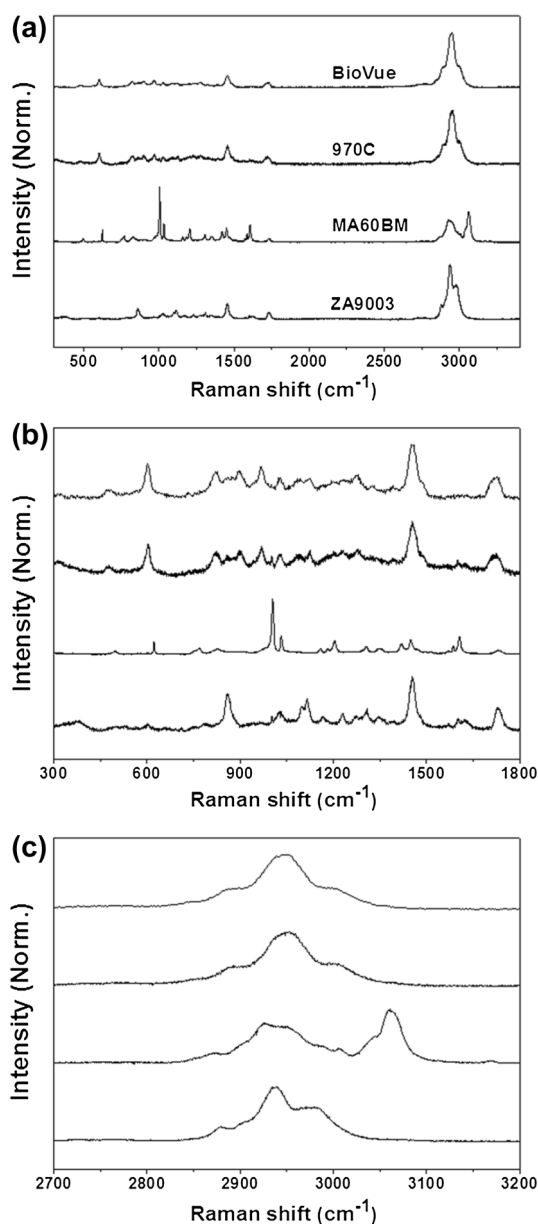 (a)
BioVue
970C
MA60BM
ZA9003
Intensity (Norm.)
500 1000 1500 2000 2500 3000
Raman shift (cm-1)
(b)
Intensity (Norm.)
300 600 900 1200 1500 1800
Raman shift (cm-1)
(c)
Intensity (Norm.)
2700 2800 2900 3000 3100 3200
Raman shift (cm-1)